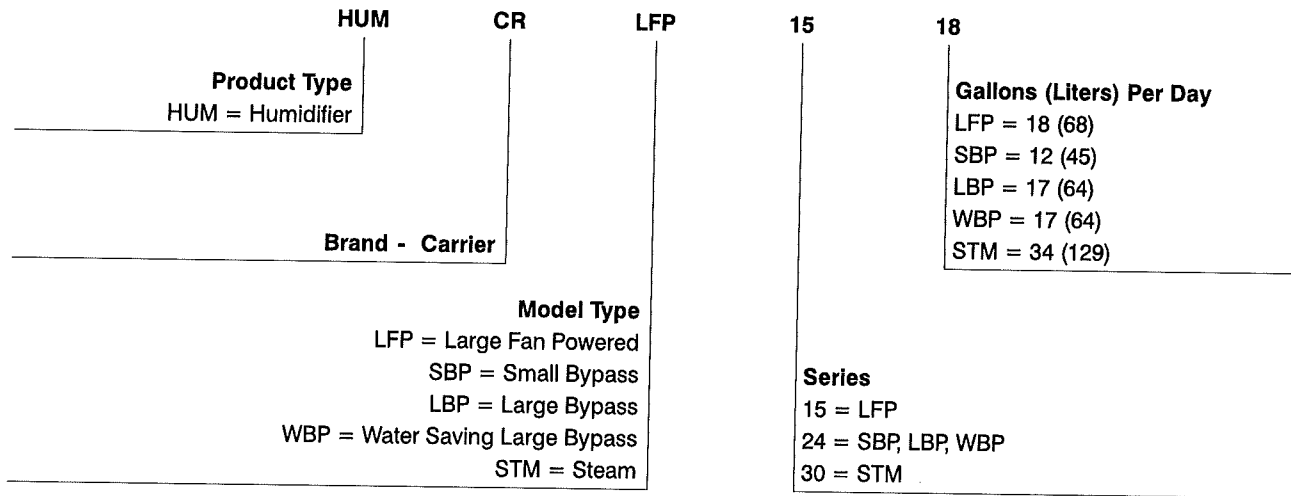 HUM CR LFP 15 18
Product Type
HUM = Humidifier
Brand - Carrier
Model Type
LFP = Large Fan Powered
SBP = Small Bypass
LBP = Large Bypass
WBP = Water Saving Large Bypass
STM = Steam
Series
15 = LFP
24 = SBP, LBP, WBP
30 = STM
Gallons (Liters) Per Day
LFP = 18 (68)
SBP = 12 (45)
LBP = 17 (64)
WBP = 17 (64)
STM = 34 (129)